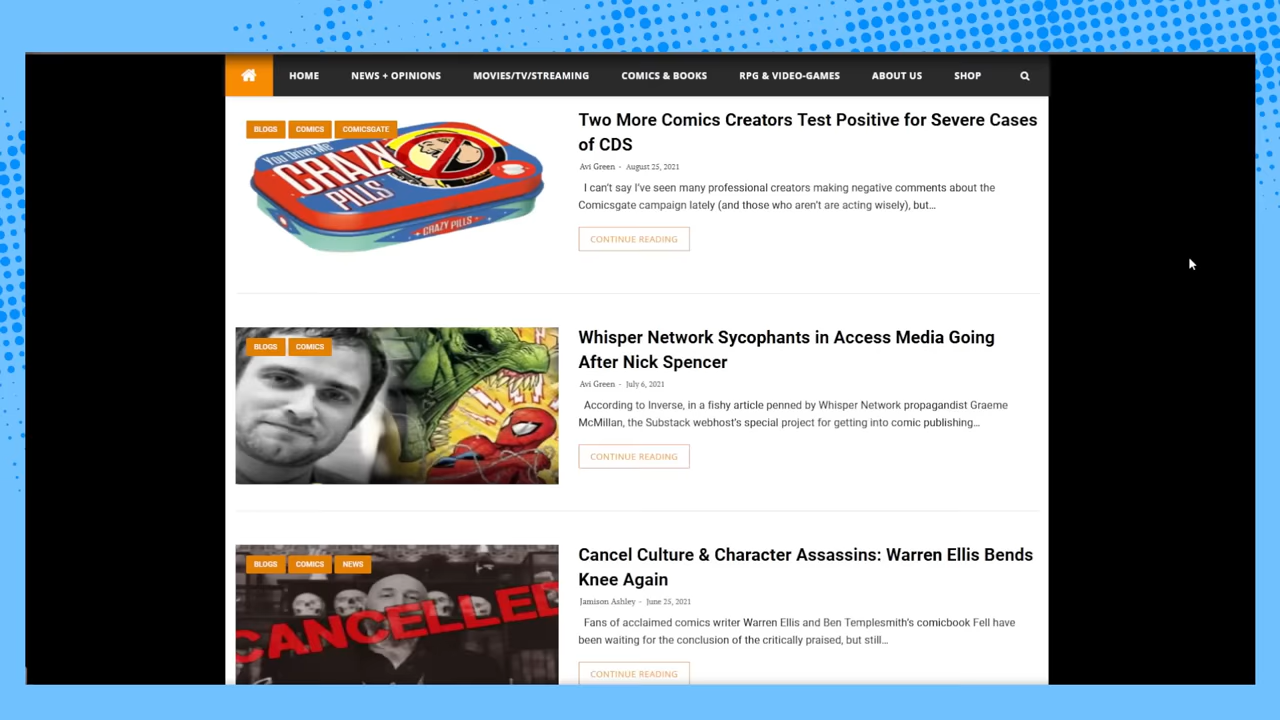 HOME NEWS + OPINIONS MOVIES/TV/STREAMING COMICS & BOOKS RPG & VIDEO-GAMES ABOUT US SHOP
BLOGS COMICS COMICSGATE
You Drive Me
CRAZY
PILLS
CRAZY PILLS
Two More Comics Creators Test Positive for Severe Cases
of CDS
Avi Green - August 25, 2021
I can't say I've seen many professional creators making negative comments about the
Comicsgate campaign lately (and those who aren't are acting wisely), but...
CONTINUE READING
BLOGS COMICS
Whisper Network Sycophants in Access Media Going
After Nick Spencer
Avi Green - July 6, 2021
According to Inverse, in a fishy article penned by Whisper Network propagandist Graeme
McMillan, the Substack webhost's special project for getting into comic publishing...
CONTINUE READING
BLOGS COMICS NEWS
CANCELLED
Cancel Culture & Character Assassins: Warren Ellis Bends
Knee Again
Jamison Ashley - June 25, 2021
Fans of acclaimed comics writer Warren Ellis and Ben Templesmith's comicbook Fell have
been waiting for the conclusion of the critically praised, but still...
CONTINUE READING